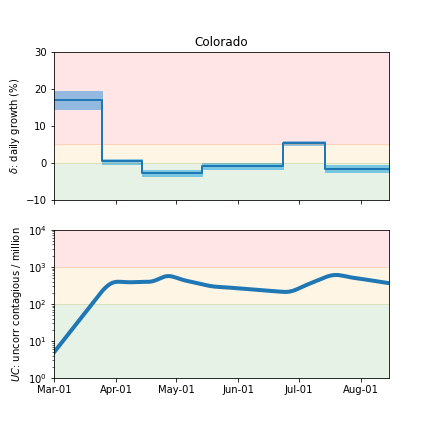 Colorado
30
20
10
0
−10
δ: daily growth (%)
10⁴
10³
10²
10¹
10⁰
UC: uncorr contagious / million
Mar-01 Apr-01 May-01 Jun-01 Jul-01 Aug-01